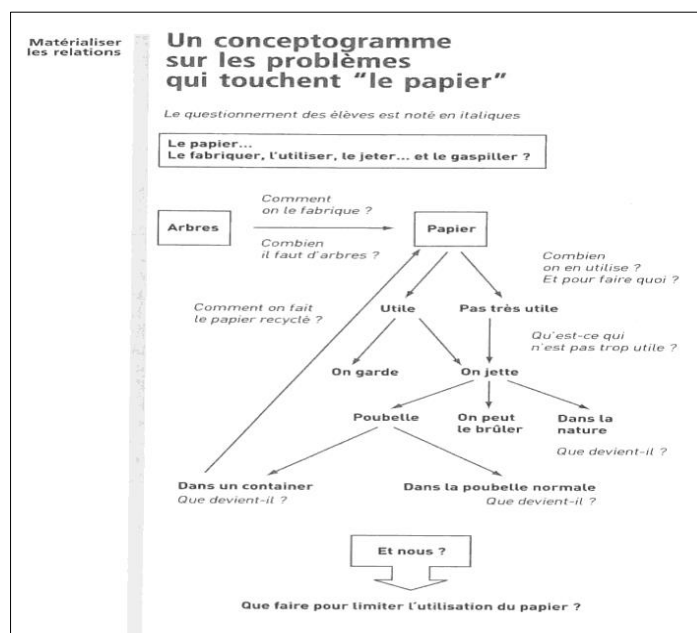 Matérialiser
les relations
Un conceptogramme
sur les problèmes
qui touchent "le papier"
Le questionnement des élèves est noté en italiques
Le papier...
Le fabriquer, l'utiliser, le jeter... et le gaspiller ?
Comment
on le fabrique ?
Arbres
Papier
Combien
il faut d'arbres ?
Combien
on en utilise ?
Et pour faire quoi ?
Comment on fait
le papier recyclé ?
Utile
Pas très utile
Qu'est-ce qui
n'est pas trop utile ?
On garde
On jette
Poubelle
On peut
le brûler
Dans la
nature
Que devient-il ?
Dans un container
Que devient-il ?
Dans la poubelle normale
Que devient-il ?
Et nous ?
Que faire pour limiter l'utilisation du papier ?